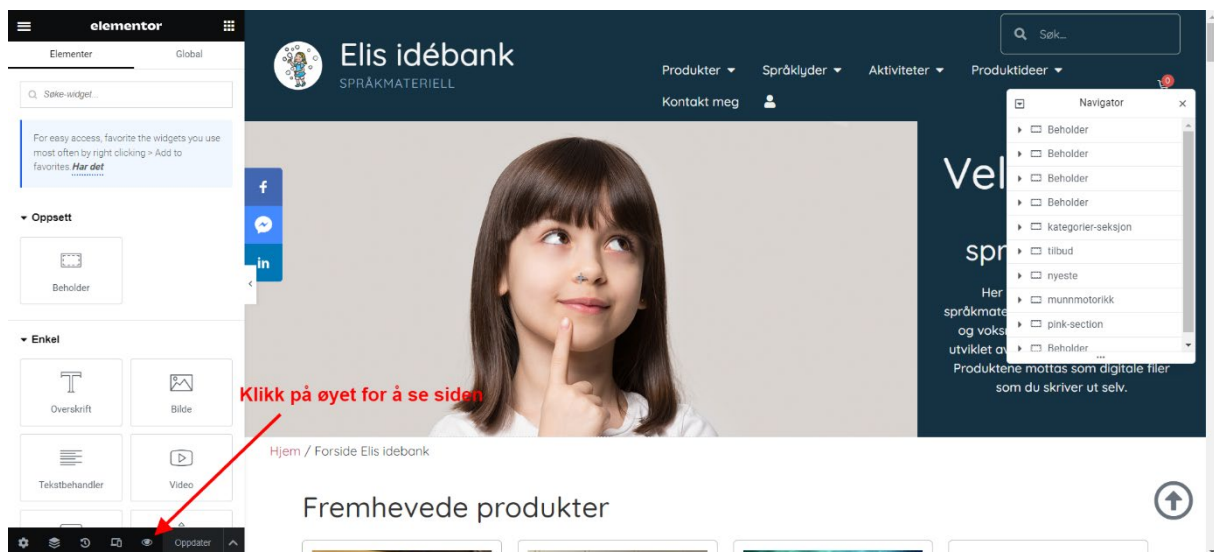 elementor
Elementer
Global
Søke-widget...
For easy access, favorite the widgets you use
most often by right clicking > Add to
favorites. Har det
Oppsett
Beholder
Enkel
Overskrift
Bilde
Tekstbehandler
Video
Oppdater
Klikk på øyet for å se siden
Elis idébank
SPRÅKMATERIELL
Søk...
Produkter
Språklyder
Aktiviteter
Produktideer
0
Kontakt meg
f
in
Navigator
Beholder
Beholder
Beholder
Beholder
kategorier-seksjon
tilbud
nyeste
munnmotorikk
pink-section
Beholder
Vel
spr
Her
språkmate
og voks
utviklet av
Produktene mottas som digitale filer
som du skriver ut selv.
Hjem / Forside Elis idebank
Fremhevede produkter